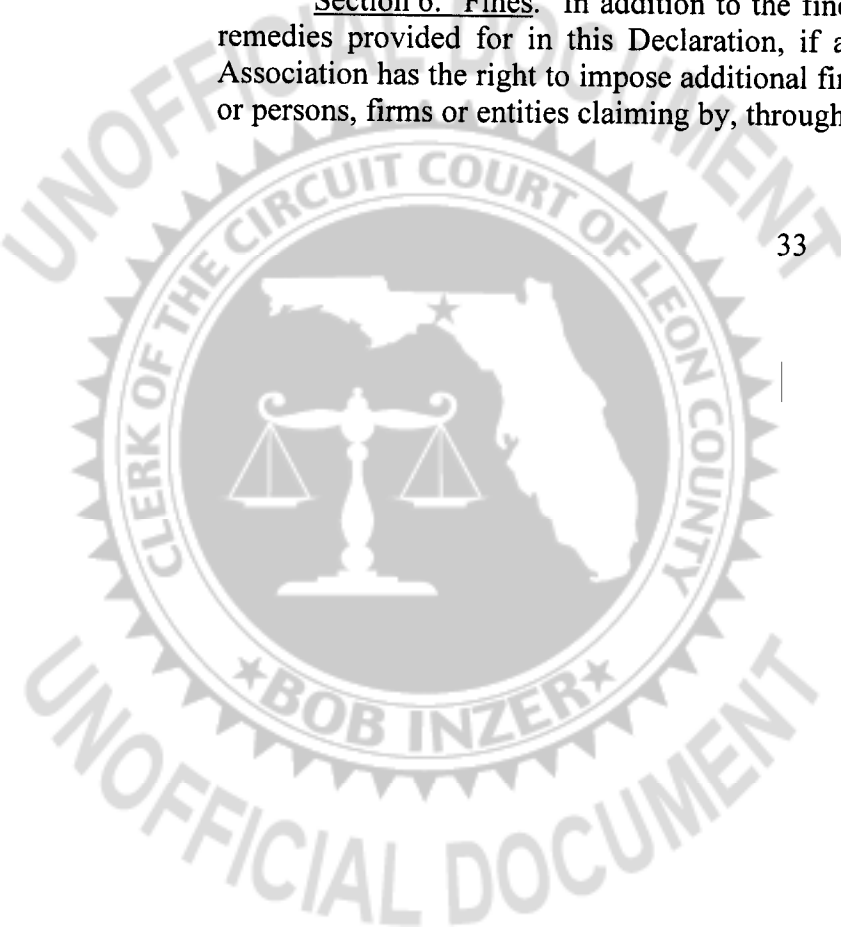 Section 6. Fines. In addition to the fine
remedies provided for in this Declaration, if a
Association has the right to impose additional fin
or persons, firms or entities claiming by, through
33
UNOFFICIAL DOCUMENT
CLERK OF THE CIRCUIT COURT OF LEON COUNTY
★BOB INZER★
UNOFFICIAL DOCUMENT